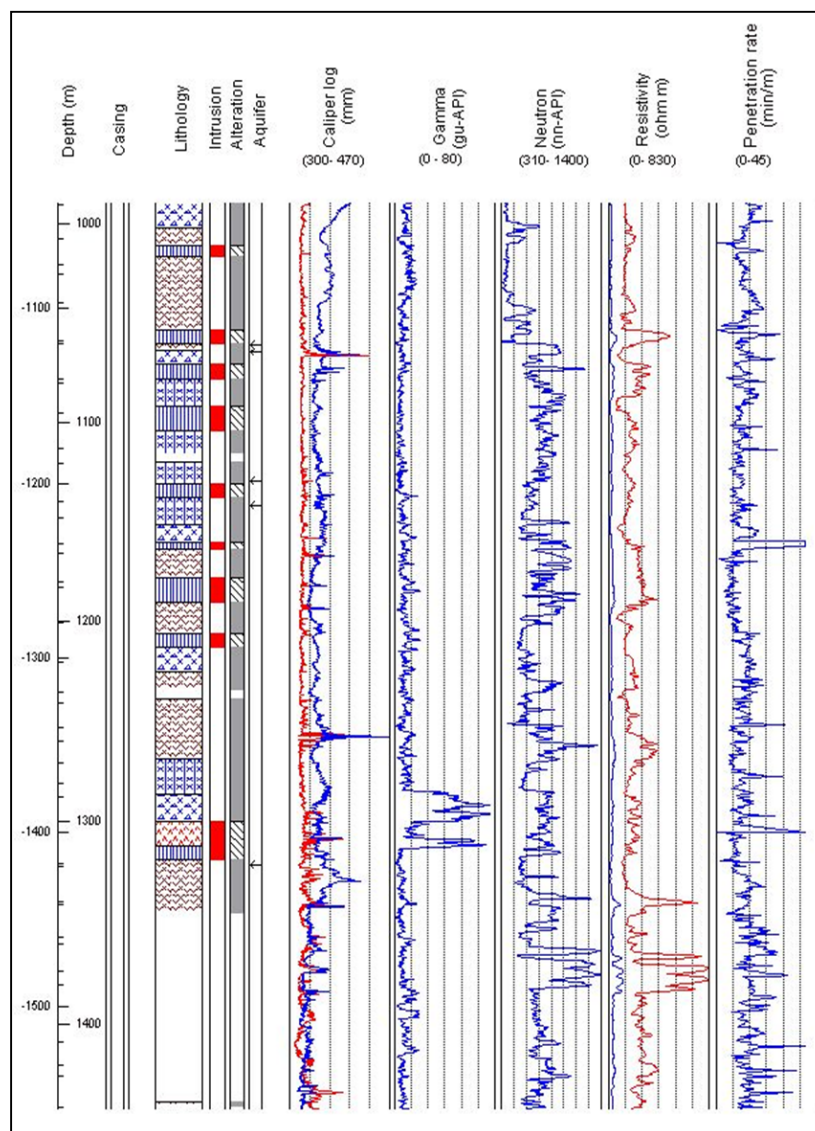 Depth (m)
Casing
Lithology
Intrusion
Alteration
Aquifer
Caliper log
(mm)
(300- 470)
Gamma
(gu-API)
(0 - 80)
Neutron
(nn-API)
(310- 1400)
Resistivity
(ohm m)
(0-830)
Penetration rate
(min/m)
(0-45)
1000
-1100
1100
-1200
1200
-1300
1300
-1400
-1500
1400